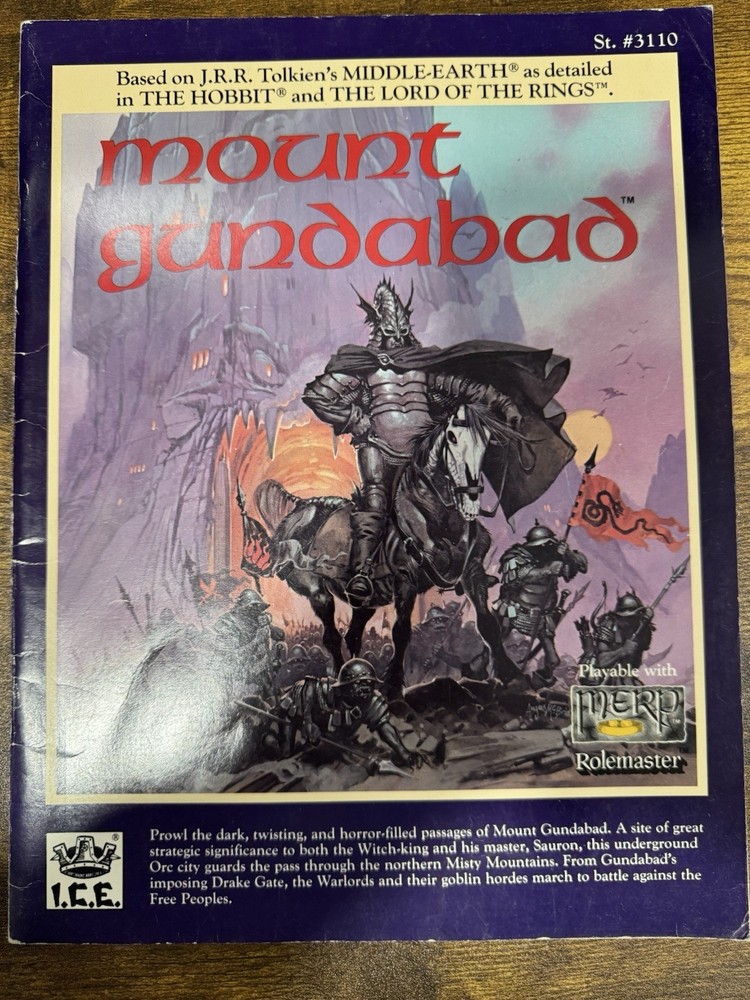 St. #3110
Based on J.R.R. Tolkien's MIDDLE-EARTH® as detailed
in THE HOBBIT® and THE LORD OF THE RINGS™.
mount
gundabad™
Playable with
MERP™
Rolemaster™
Prowl the dark, twisting, and horror-filled passages of Mount Gundabad. A site of great
strategic significance to both the Witch-king and his master, Sauron, this underground
Orc city guards the pass through the northern Misty Mountains. From Gundabad's
imposing Drake Gate, the Warlords and their goblin hordes march to battle against the
Free Peoples.
®
I.C.E.